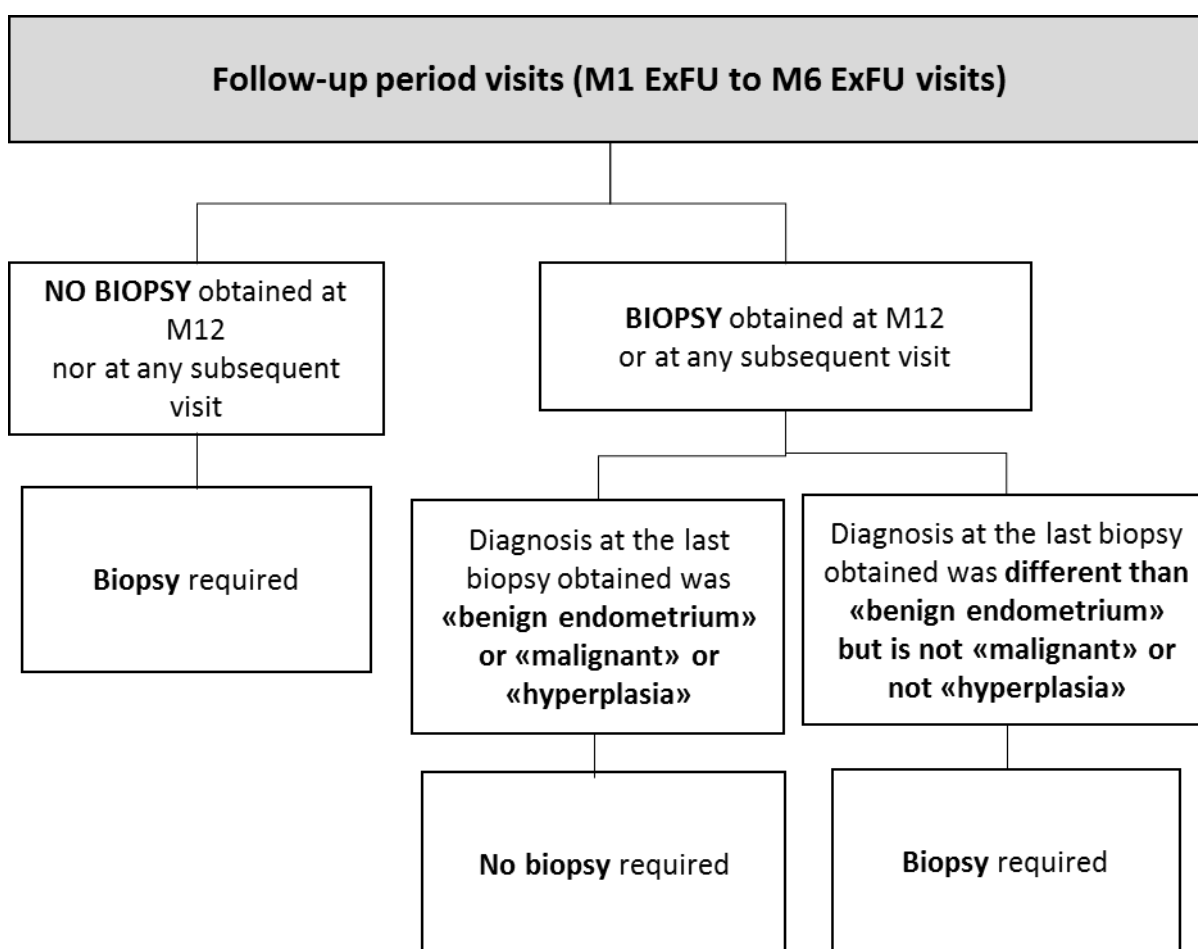 Follow-up period visits (M1 ExFU to M6 ExFU visits)
NO BIOPSY obtained at
M12
nor at any subsequent
visit
BIOPSY obtained at M12
or at any subsequent visit
Biopsy required
Diagnosis at the last
biopsy obtained was
«benign endometrium»
or «malignant» or
«hyperplasia»
Diagnosis at the last biopsy
obtained was different than
«benign endometrium»
but is not «malignant» or
not «hyperplasia»
No biopsy required
Biopsy required